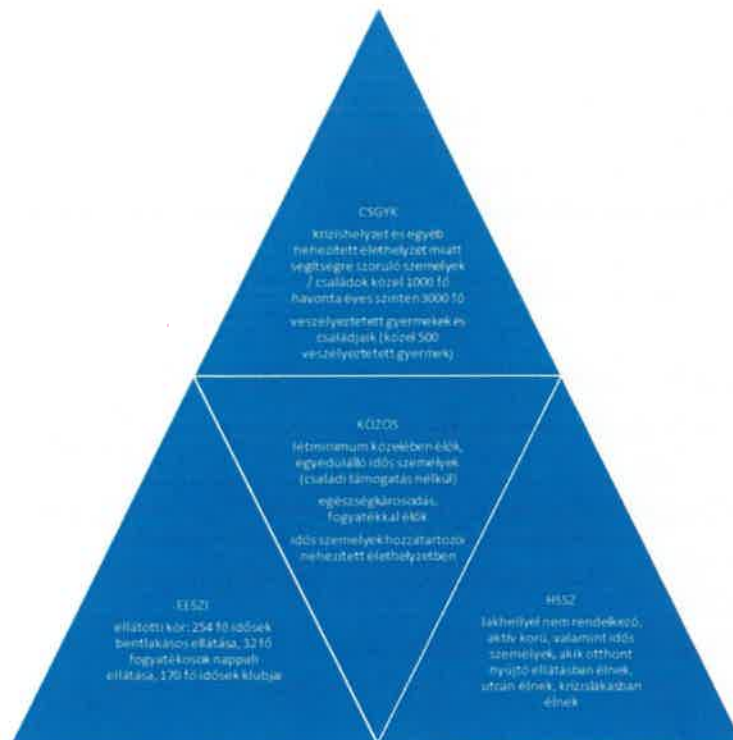 CSGYK
krízishelyzet és egyéb
nehezített élethelyzet miatt
segítségre szoruló személyek
/ családok közel 1000 fő
havonta éves szinten 3000 fő
veszélyeztetett gyermekek és
családjaik (közel 500
veszélyeztetett gyermek)
KÖZÖS
létminimum közelében élők,
egyedülálló idős személyek
(családi támogatás nélkül)
egészségkárosodás,
fogyatékkal élők
idős személyek hozzátartozói
nehezített élethelyzetben
EESZI
ellátotti kör: 254 fő idősek
bentlakásos ellátása, 32 fő
fogyatékosok nappali
ellátása, 170 fő idősek klubjai
HSSZ
lakhellyel nem rendelkező,
aktív korú, valamint idős
személyek, akik otthont
nyújtó ellátásban élnek,
utcán élnek, krízislakásban
élnek